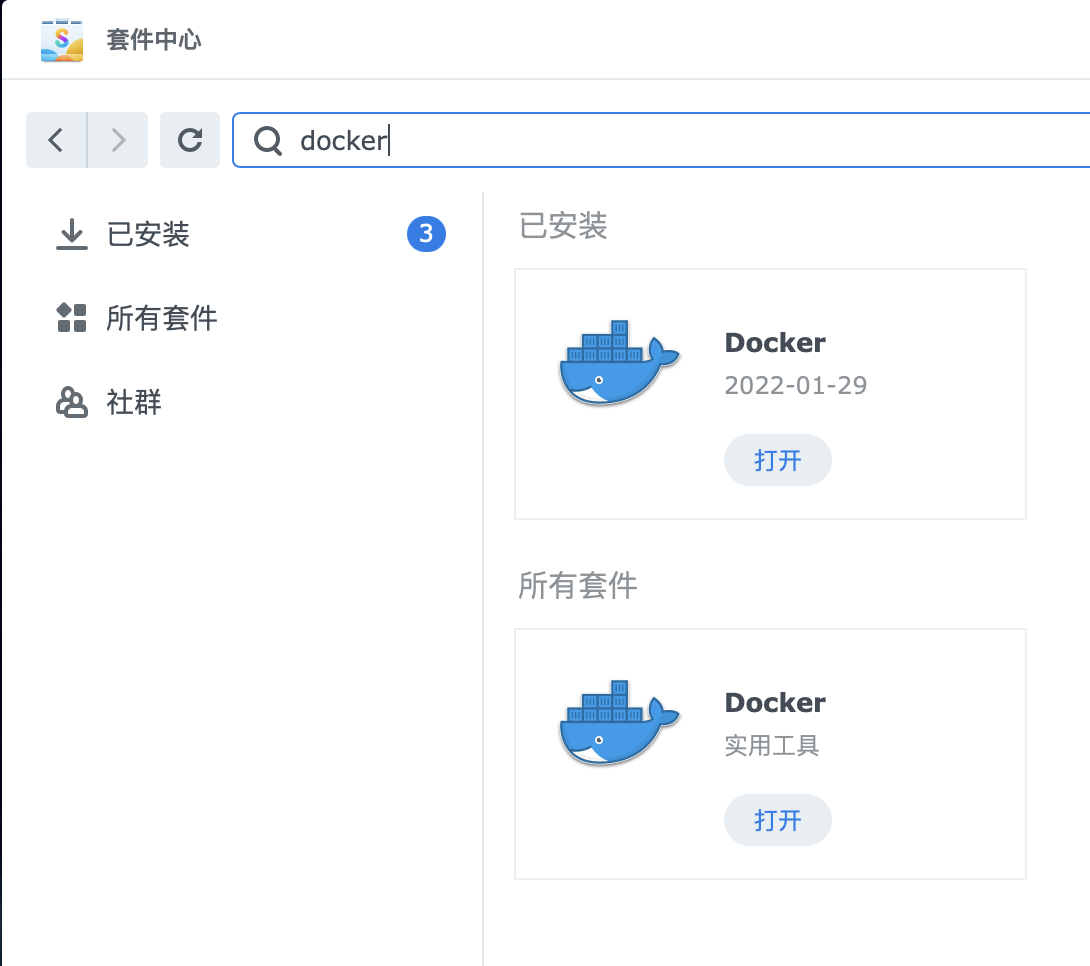 套件中心
docker
已安装
3
所有套件
社群
已安装
Docker
2022-01-29
打开
所有套件
Docker
实用工具
打开